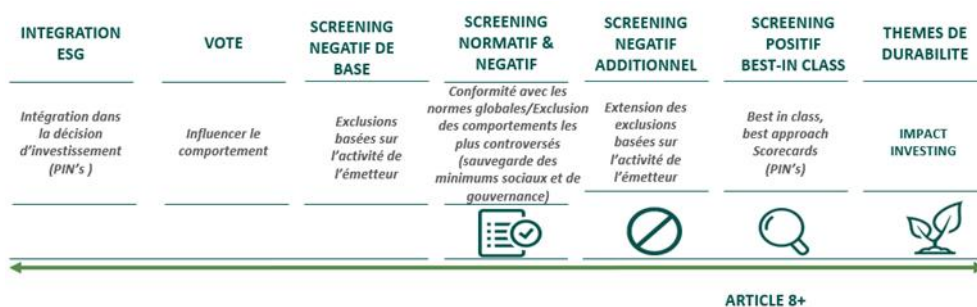 INTEGRATION
ESG
VOTE
SCREENING
NEGATIF DE
BASE
SCREENING
NORMATIF &
NEGATIF
SCREENING
NEGATIF
ADDITIONNEL
SCREENING
POSITIF
BEST-IN CLASS
THEMES DE
DURABILITE
Intégration dans
la décision
d'investissement
(PIN's )
Influencer le
comportement
Exclusions
basées sur
l'activité de
l'émetteur
Conformité avec les
normes globales/Exclusion
des comportements les
plus controversés
(sauvegarde des
minimums sociaux et de
gouvernance)
Extension des
exclusions
basées sur
l'activité de
l'émetteur
Best in class,
best approach
Scorecards
(PIN's)
IMPACT
INVESTING
ARTICLE 8+